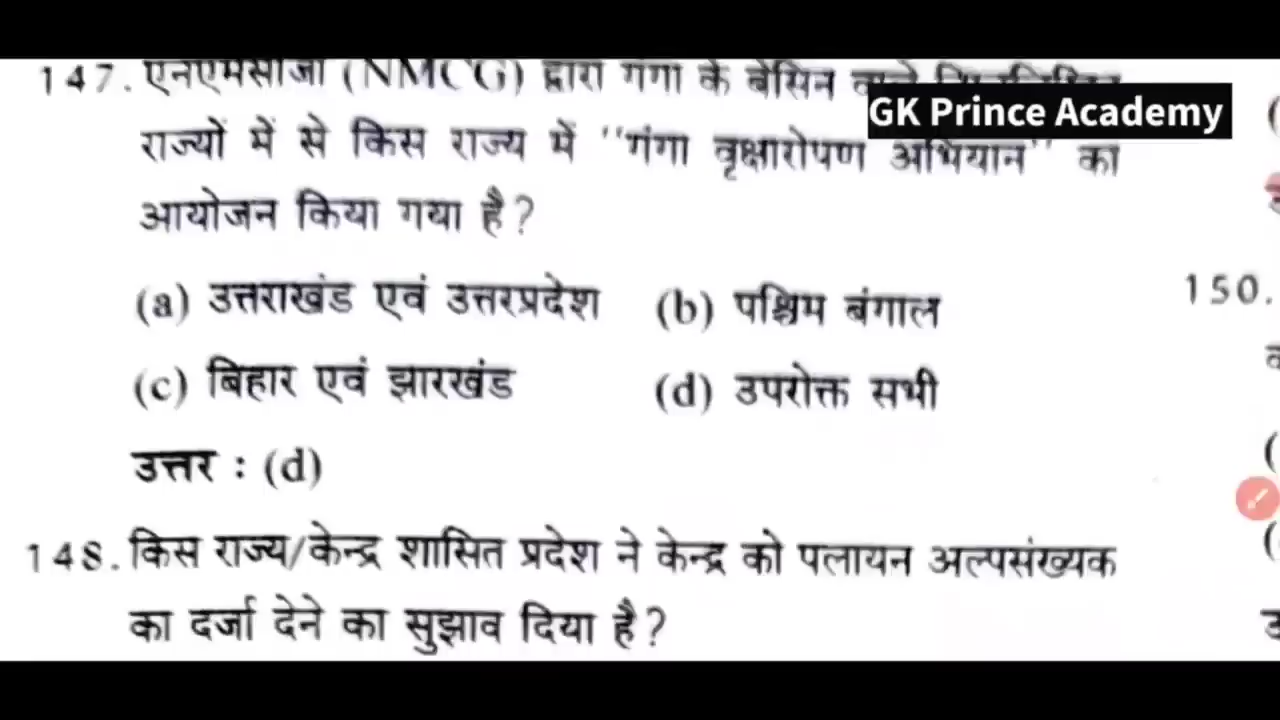 147. एनएमसीजी (NMCG) द्वारा गंगा के बेसिन वाले
GK Prince Academy
राज्यों में से किस राज्य में "गंगा वृक्षारोपण अभियान" का
आयोजन किया गया है?
(a) उत्तराखंड एवं उत्तरप्रदेश (b) पश्चिम बंगाल
(c) बिहार एवं झारखंड (d) उपरोक्त सभी
उत्तर : (d)
148. किस राज्य/केन्द्र शासित प्रदेश ने केन्द्र को पलायन अल्पसंख्यक
का दर्जा देने का सुझाव दिया है?
150.